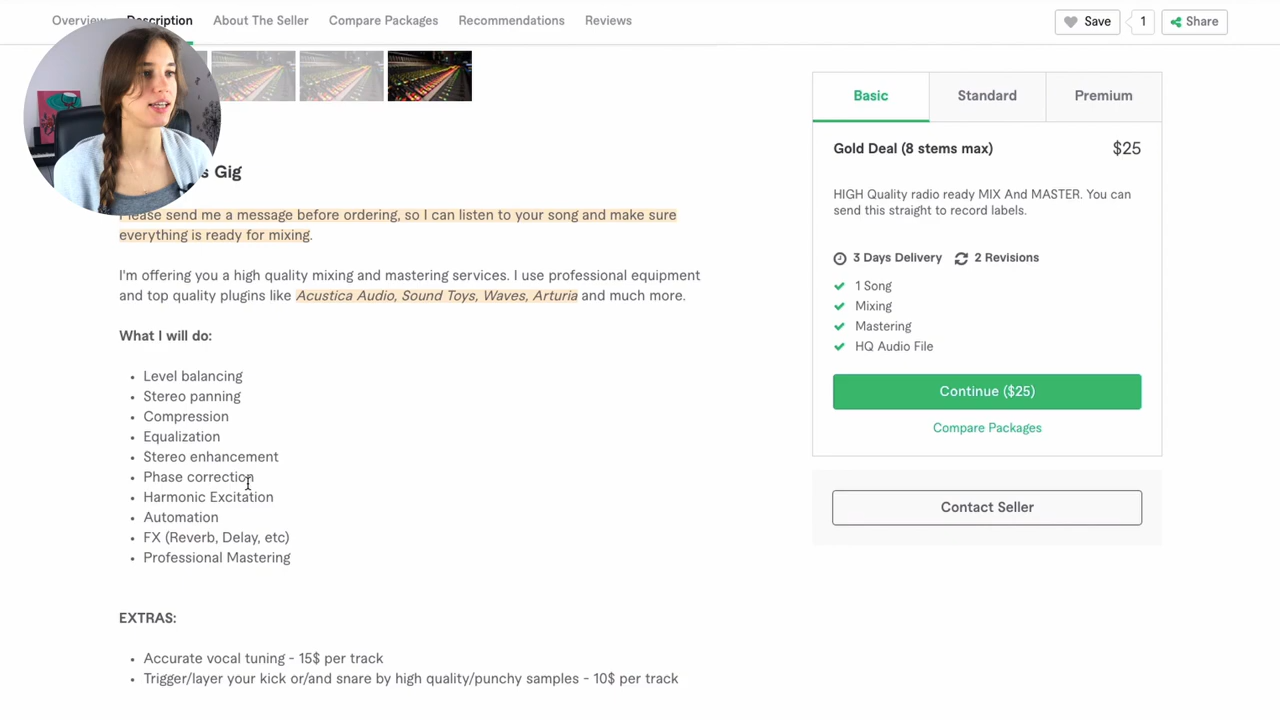 Overview Description About The Seller Compare Packages Recommendations Reviews
Save 1 Share
s Gig
Please send me a message before ordering, so I can listen to your song and make sure
everything is ready for mixing.
I'm offering you a high quality mixing and mastering services. I use professional equipment
and top quality plugins like Acustica Audio, Sound Toys, Waves, Arturia and much more.
What I will do:
• Level balancing
• Stereo panning
• Compression
• Equalization
• Stereo enhancement
• Phase correction
• Harmonic Excitation
• Automation
• FX (Reverb, Delay, etc)
• Professional Mastering
EXTRAS:
• Accurate vocal tuning - 15$ per track
• Trigger/layer your kick or/and snare by high quality/punchy samples - 10$ per track
Basic Standard Premium
Gold Deal (8 stems max) $25
HIGH Quality radio ready MIX And MASTER. You can
send this straight to record labels.
3 Days Delivery 2 Revisions
1 Song
Mixing
Mastering
HQ Audio File
Continue ($25)
Compare Packages
Contact Seller